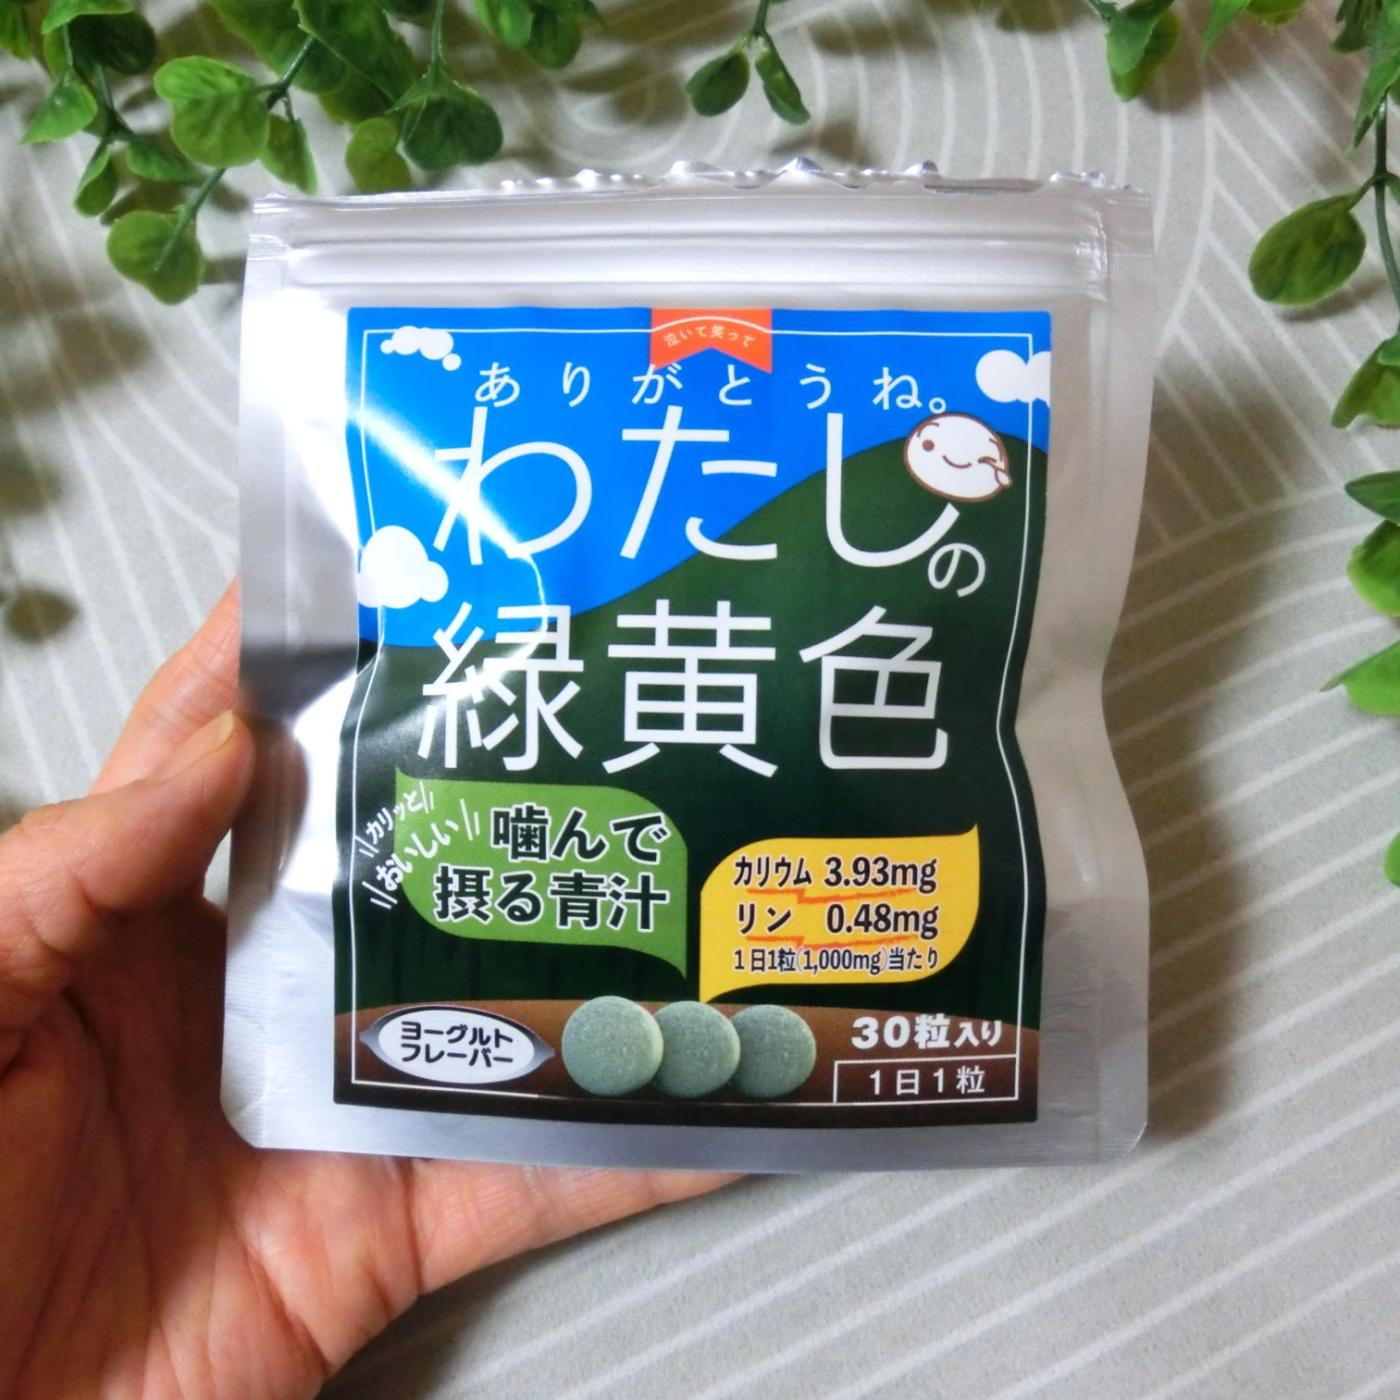 泣いて笑って
ありがとうね。
わたしの
緑黄色
カリッと
おいしい
噛んで
摂る青汁
カリウム 3.93mg
リン 0.48mg
1日1粒(1,000mg)当たり
ヨーグルト
フレーバー
30粒入り
1日1粒